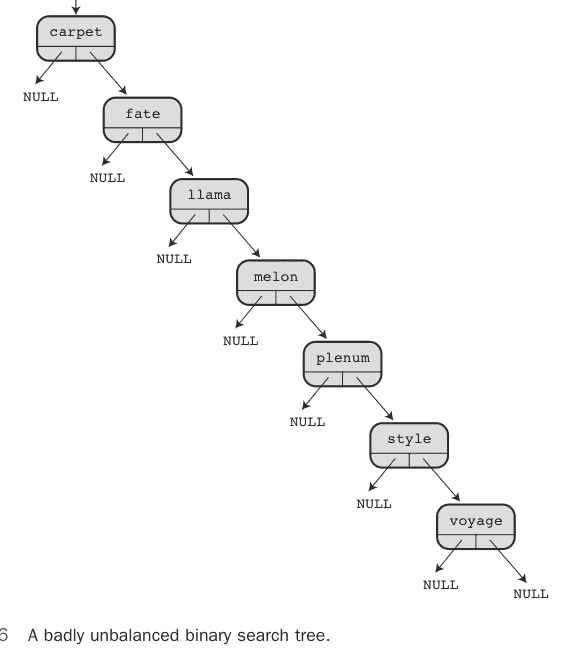 carpet
NULL
fate
NULL
llama
NULL
melon
NULL
plenum
NULL
style
NULL
voyage
NULL
NULL
6 A badly unbalanced binary search tree.